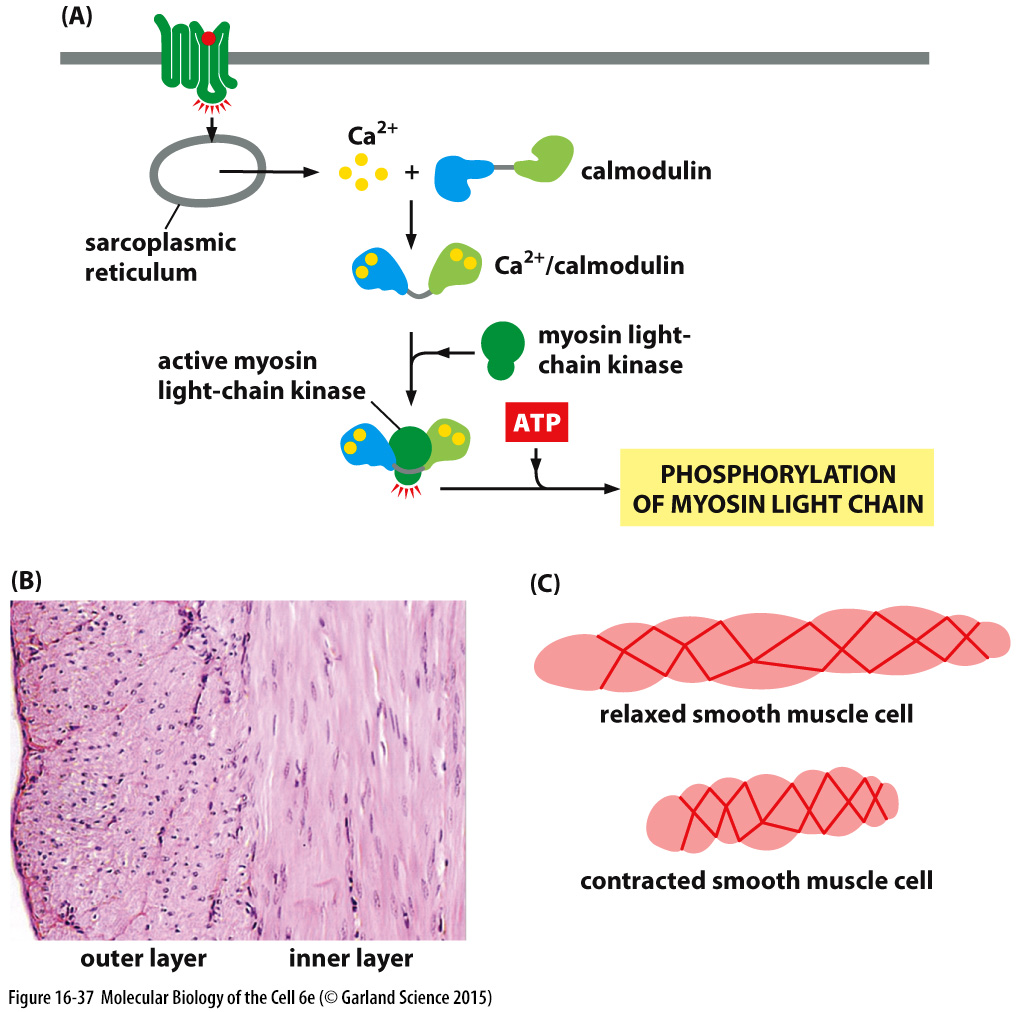 (A)
Ca2+
+
calmodulin
sarcoplasmic
reticulum
Ca2+/calmodulin
myosin light-
chain kinase
active myosin
light-chain kinase
ATP
PHOSPHORYLATION
OF MYOSIN LIGHT CHAIN
(B)
(C)
relaxed smooth muscle cell
contracted smooth muscle cell
outer layer
inner layer
Figure 16-37 Molecular Biology of the Cell 6e (© Garland Science 2015)